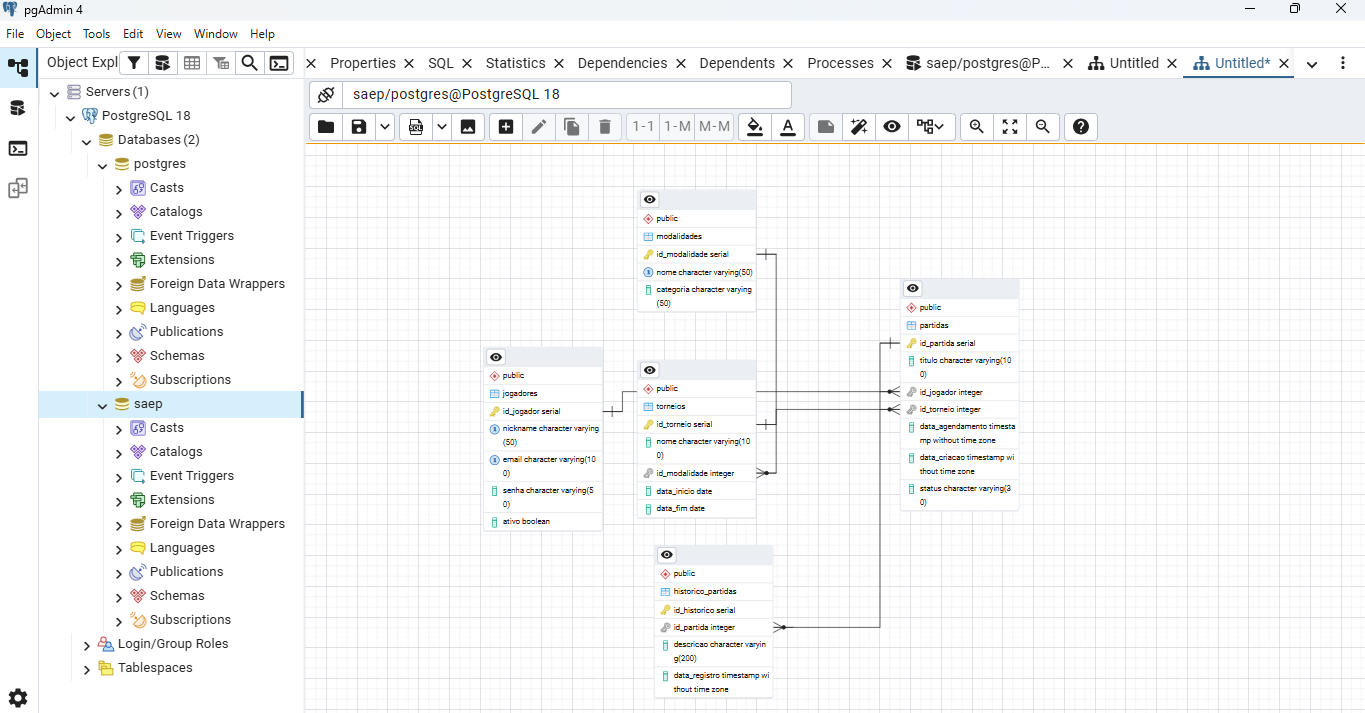 pgAdmin 4
File Object Tools Edit View Window Help
Object Expl
Properties SQL Statistics Dependencies Dependents Processes saep/postgres@P... Untitled Untitled*
saep/postgres@PostgreSQL 18
SQL 1-1 1-M M-M A
Servers (1)
PostgreSQL 18
Databases (2)
postgres
Casts
Catalogs
Event Triggers
Extensions
Foreign Data Wrappers
Languages
Publications
Schemas
Subscriptions
saep
Casts
Catalogs
Event Triggers
Extensions
Foreign Data Wrappers
Languages
Publications
Schemas
Subscriptions
Login/Group Roles
Tablespaces
public
modalidades
id_modalidade serial
nome character varying(50)
categoria character varying
(50)
public
jogadores
id_jogador serial
nickname character varying
(50)
email character varying(10
0)
senha character varying(5
0)
ativo boolean
public
torneios
id_torneio serial
nome character varying(10
0)
id_modalidade integer
data_inicio date
data_fim date
public
partidas
id_partida serial
titulo character varying(10
0)
id_jogador integer
id_torneio integer
data_agendamento timesta
mp without time zone
data_criacao timestamp wi
thout time zone
status character varying(3
0)
public
historico_partidas
id_historico serial
id_partida integer
descricao character varyin
g(200)
data_registro timestamp wi
thout time zone